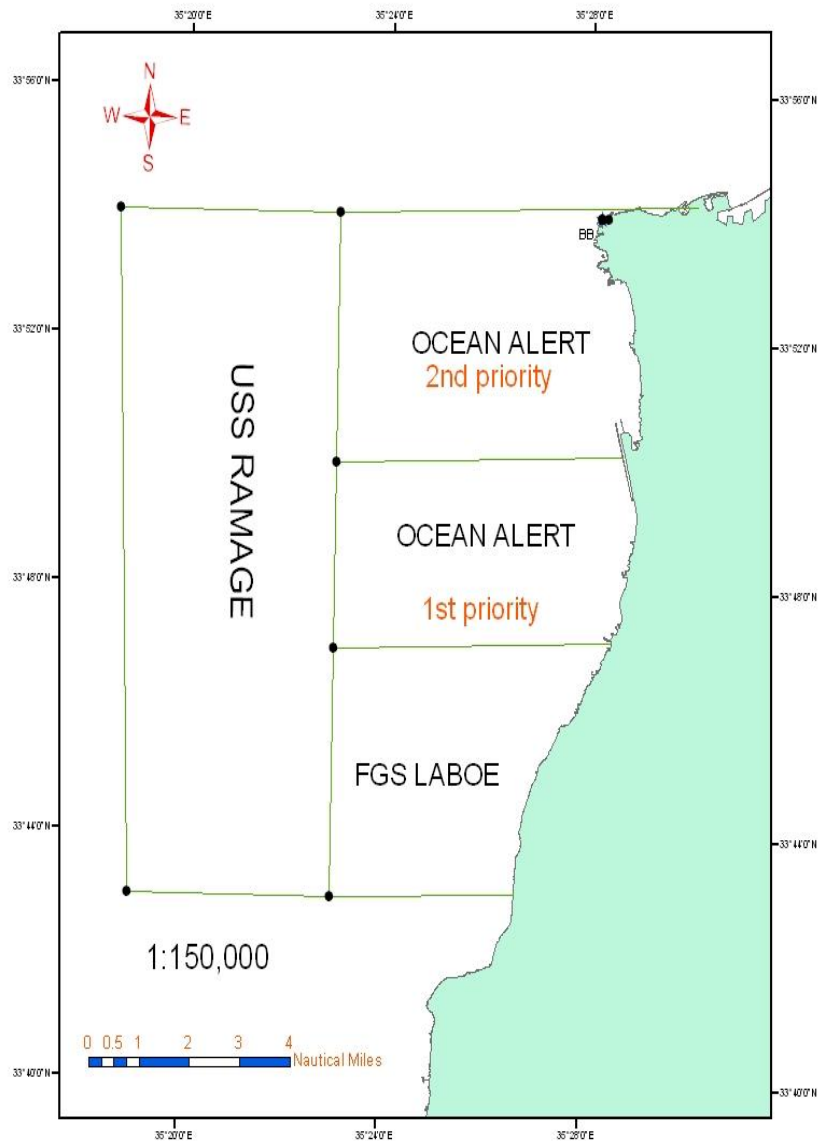 35°20'0"E 35°24'0"E 35°28'0"E
33°56'0"N
N
W E
S
33°56'0"N
BB
33°52'0"N
OCEAN ALERT
33°52'0"N
2nd priority
USS RAMAGE
OCEAN ALERT
33°48'0"N
33°48'0"N
1st priority
FGS LABOE
33°44'0"N
33°44'0"N
1:150,000
0 0.5 1 2 3 4
Nautical Miles
33°40'0"N
33°40'0"N
35°20'0"E 35°24'0"E 35°28'0"E